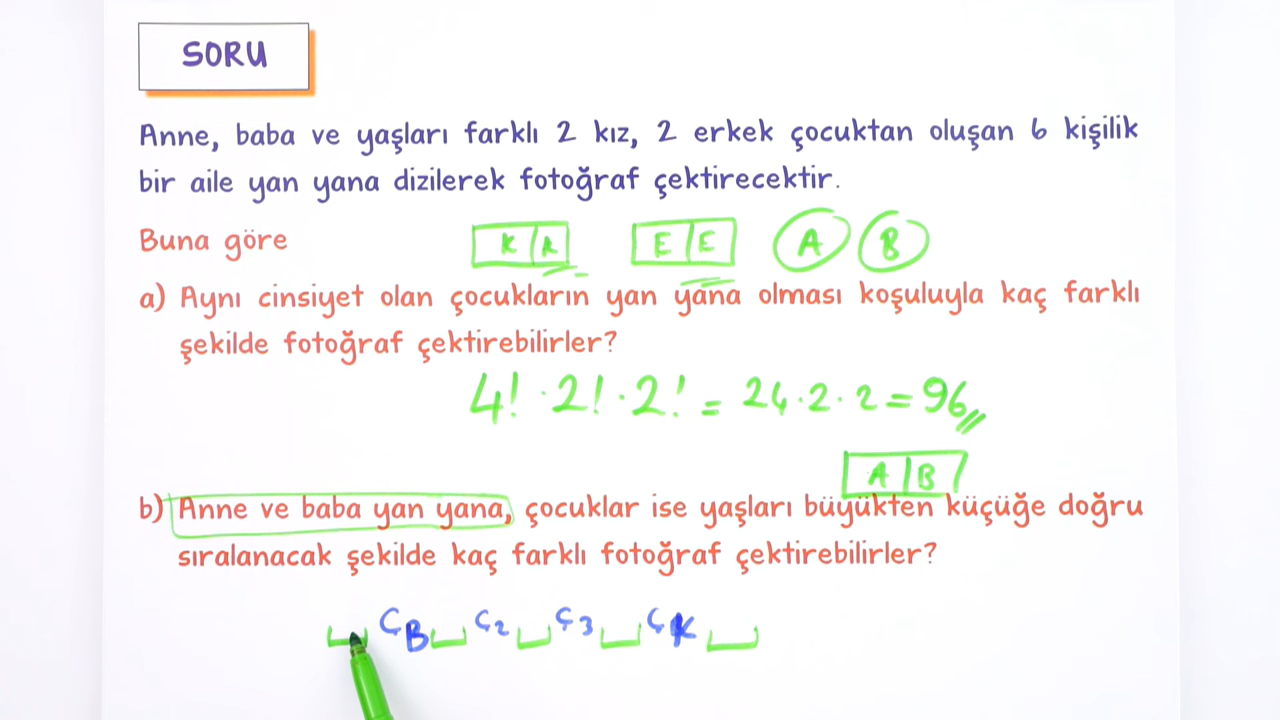 SORU
Anne, baba ve yaşları farklı 2 kız, 2 erkek çocuktan oluşan 6 kişilik
bir aile yan yana dizilerek fotoğraf çektirecektir.
Buna göre
K K E E A B
a) Aynı cinsiyet olan çocukların yan yana olması koşuluyla kaç farklı
şekilde fotoğraf çektirebilirler?
4! · 2! · 2! = 24 · 2 · 2 = 96
A B
b) Anne ve baba yan yana, çocuklar ise yaşları büyükten küçüğe doğru
sıralanacak şekilde kaç farklı fotoğraf çektirebilirler?
ÇB Ç2 Ç3 ÇK